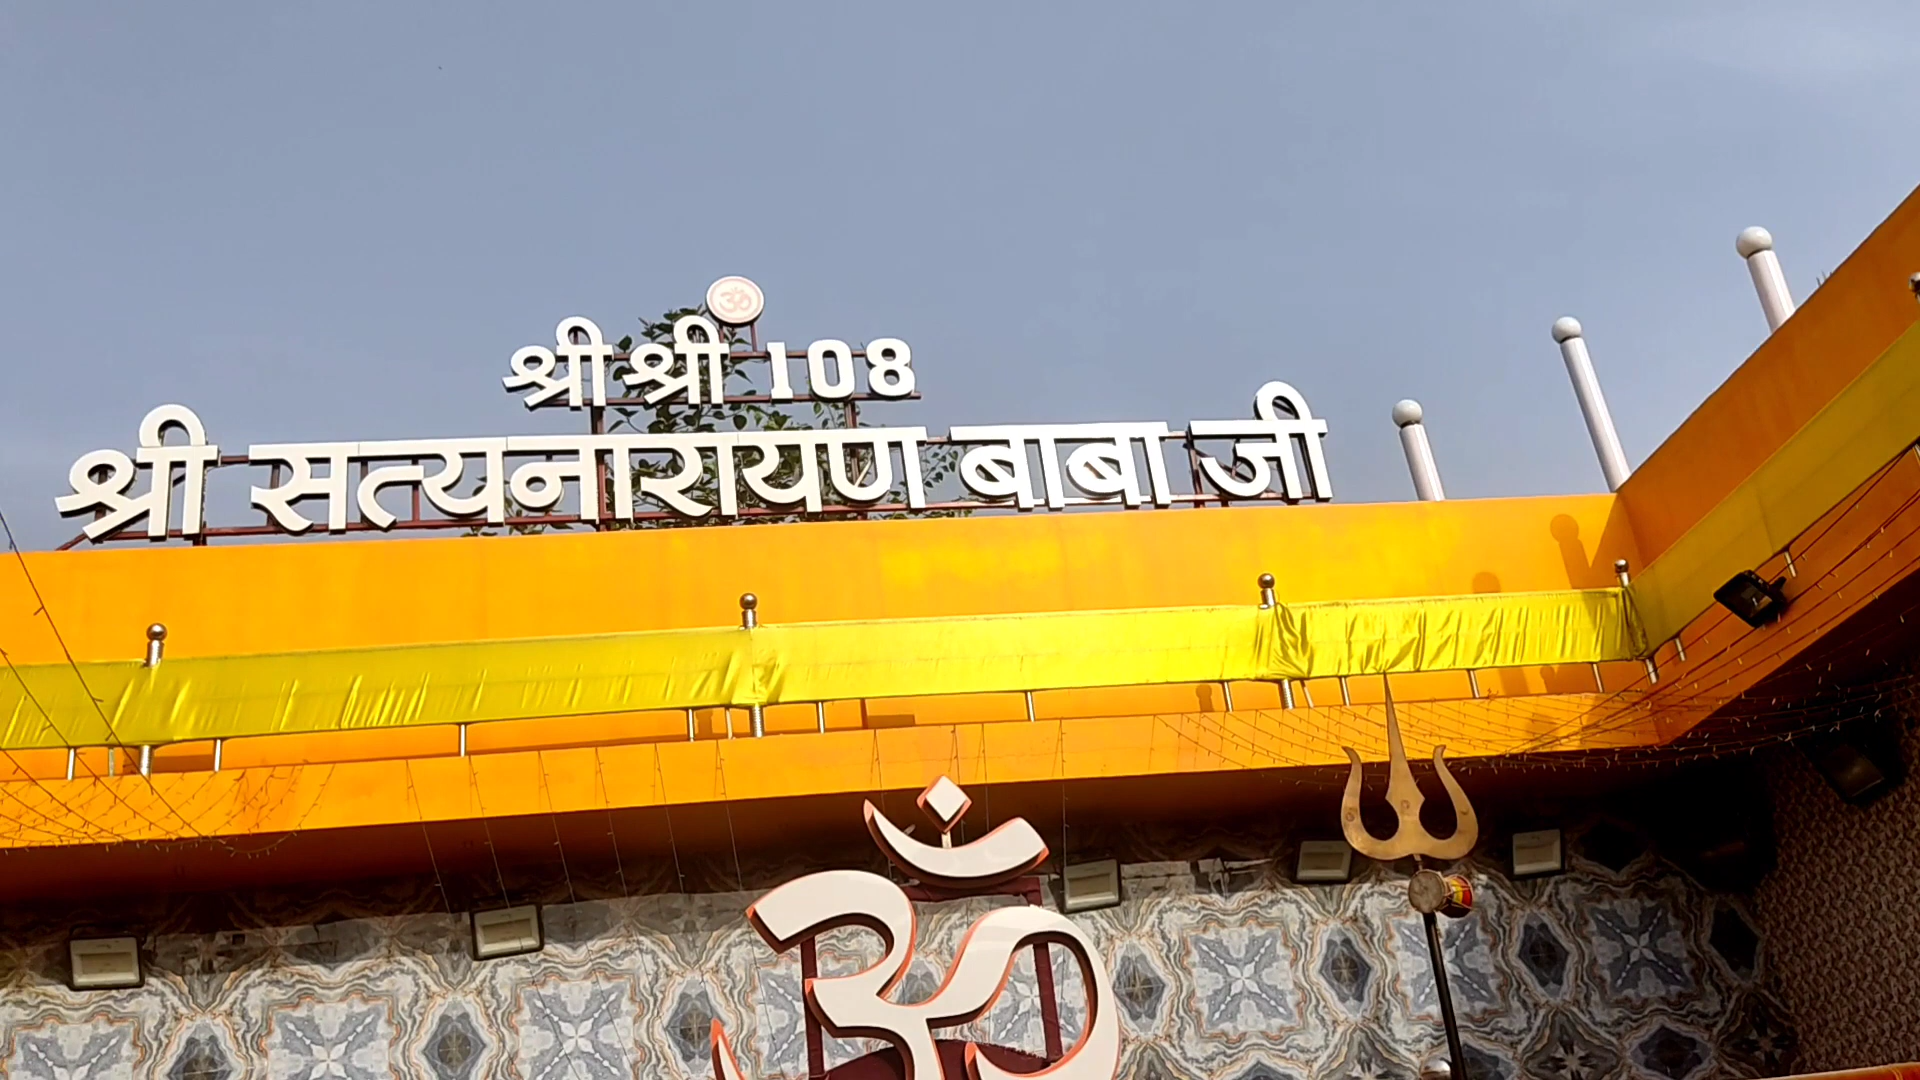 ॐ
श्री श्री 108
श्री सत्यनारायण बाबा जी
ॐ